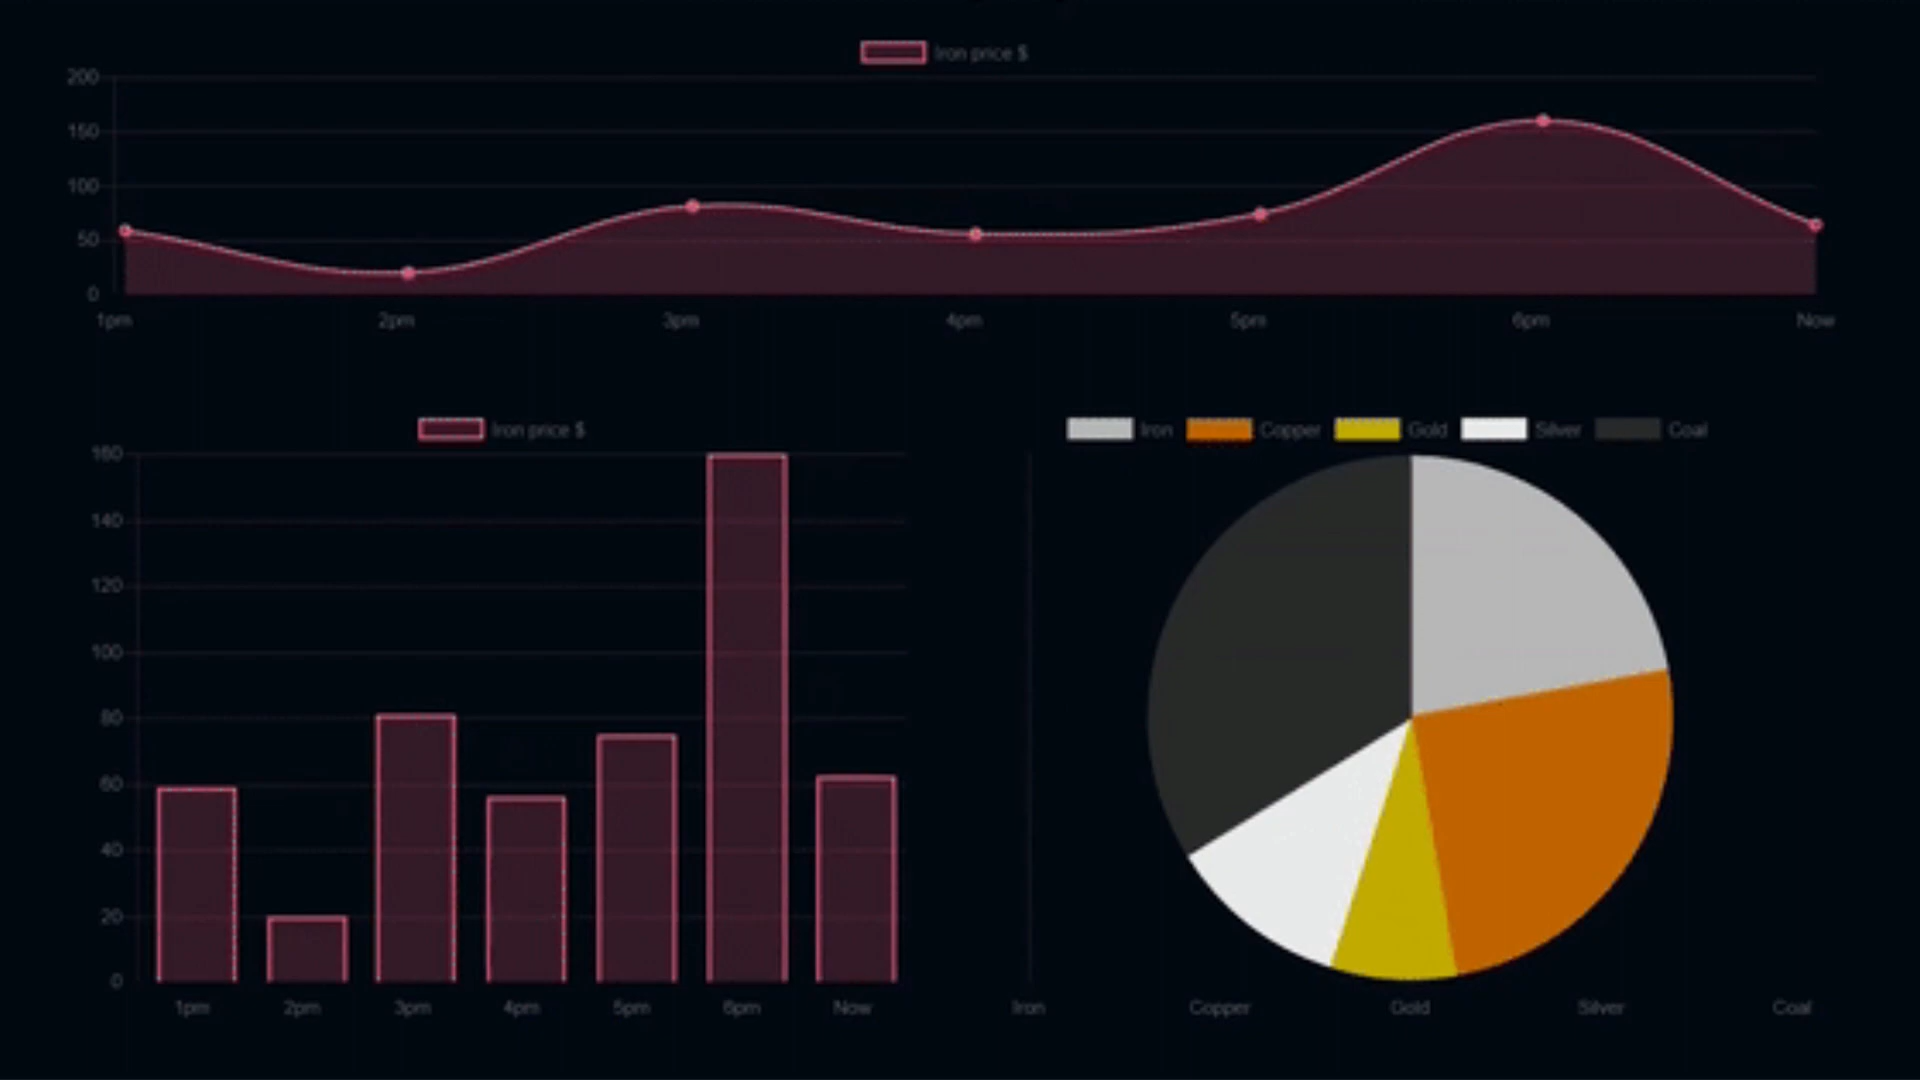 Iron price $
200
150
100
50
0
1pm 2pm 3pm 4pm 5pm 6pm Now
Iron price $
160
140
120
100
80
60
40
20
0
1pm 2pm 3pm 4pm 5pm 6pm Now
Iron Copper Gold Silver Coal
Iron Copper Gold Silver Coal